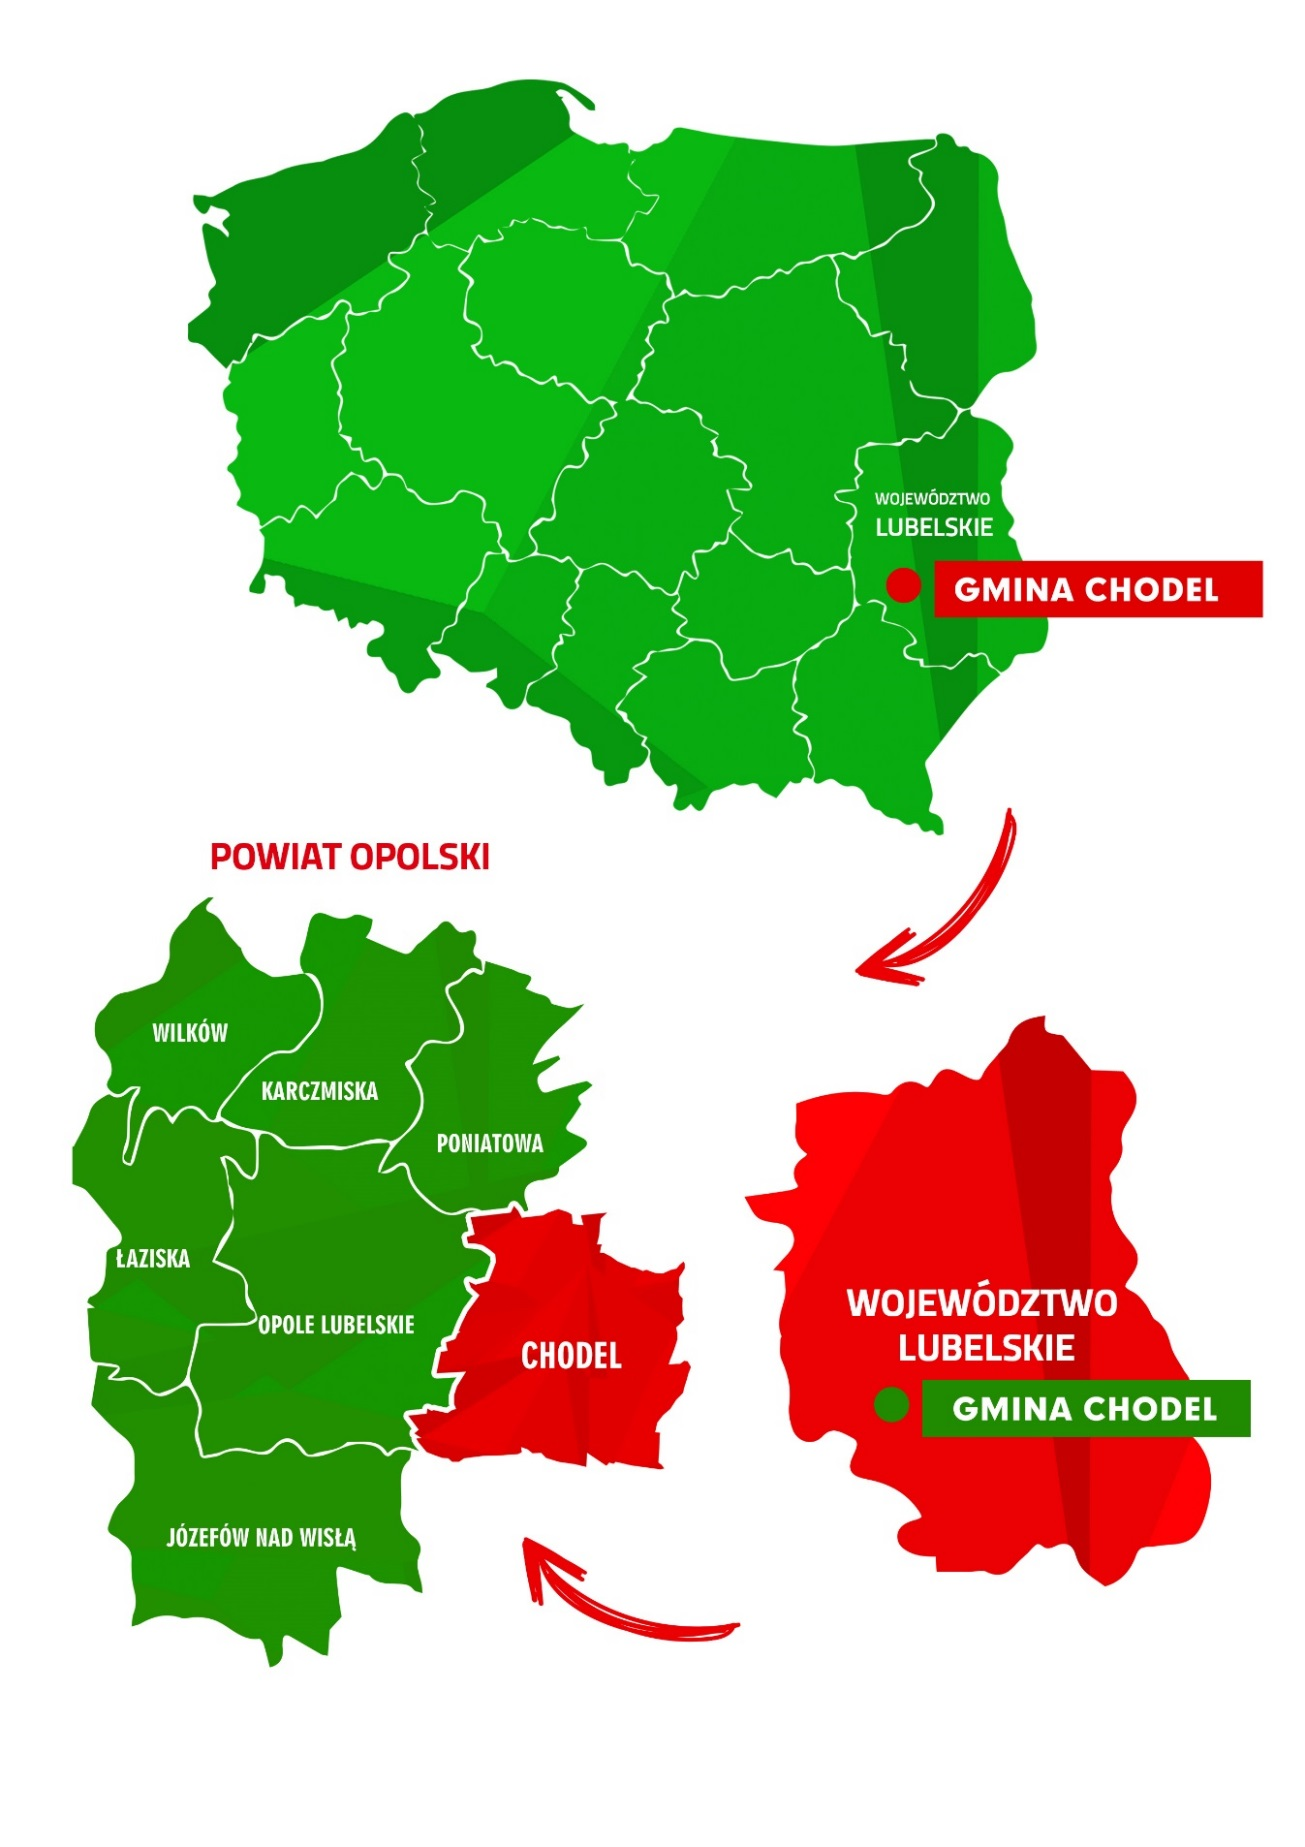 WOJEWÓDZTWO
LUBELSKIE
GMINA CHODEL
POWIAT OPOLSKI
WILKÓW
KARCZMISKA
PONIATOWA
ŁAZISKA
OPOLE LUBELSKIE
CHODEL
JÓZEFÓW NAD WISŁĄ
WOJEWÓDZTWO
LUBELSKIE
GMINA CHODEL